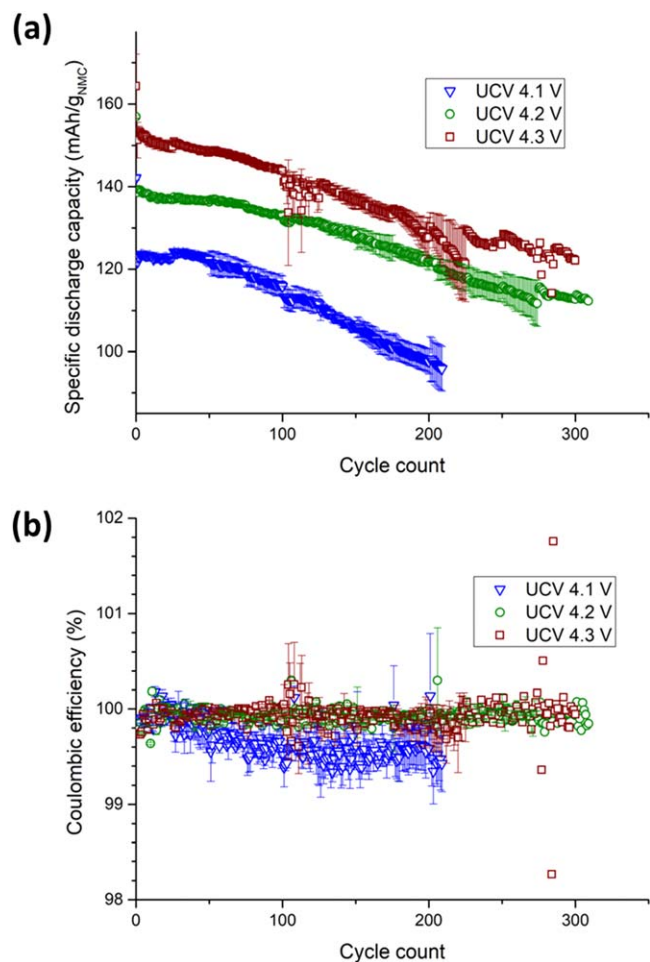 (a)
Specific discharge capacity (mAh/gNMC)
160
140
120
100
UCV 4.1 V
UCV 4.2 V
UCV 4.3 V
0
100
200
300
Cycle count
(b)
Coulombic efficiency (%)
102
101
100
99
98
UCV 4.1 V
UCV 4.2 V
UCV 4.3 V
0
100
200
300
Cycle count